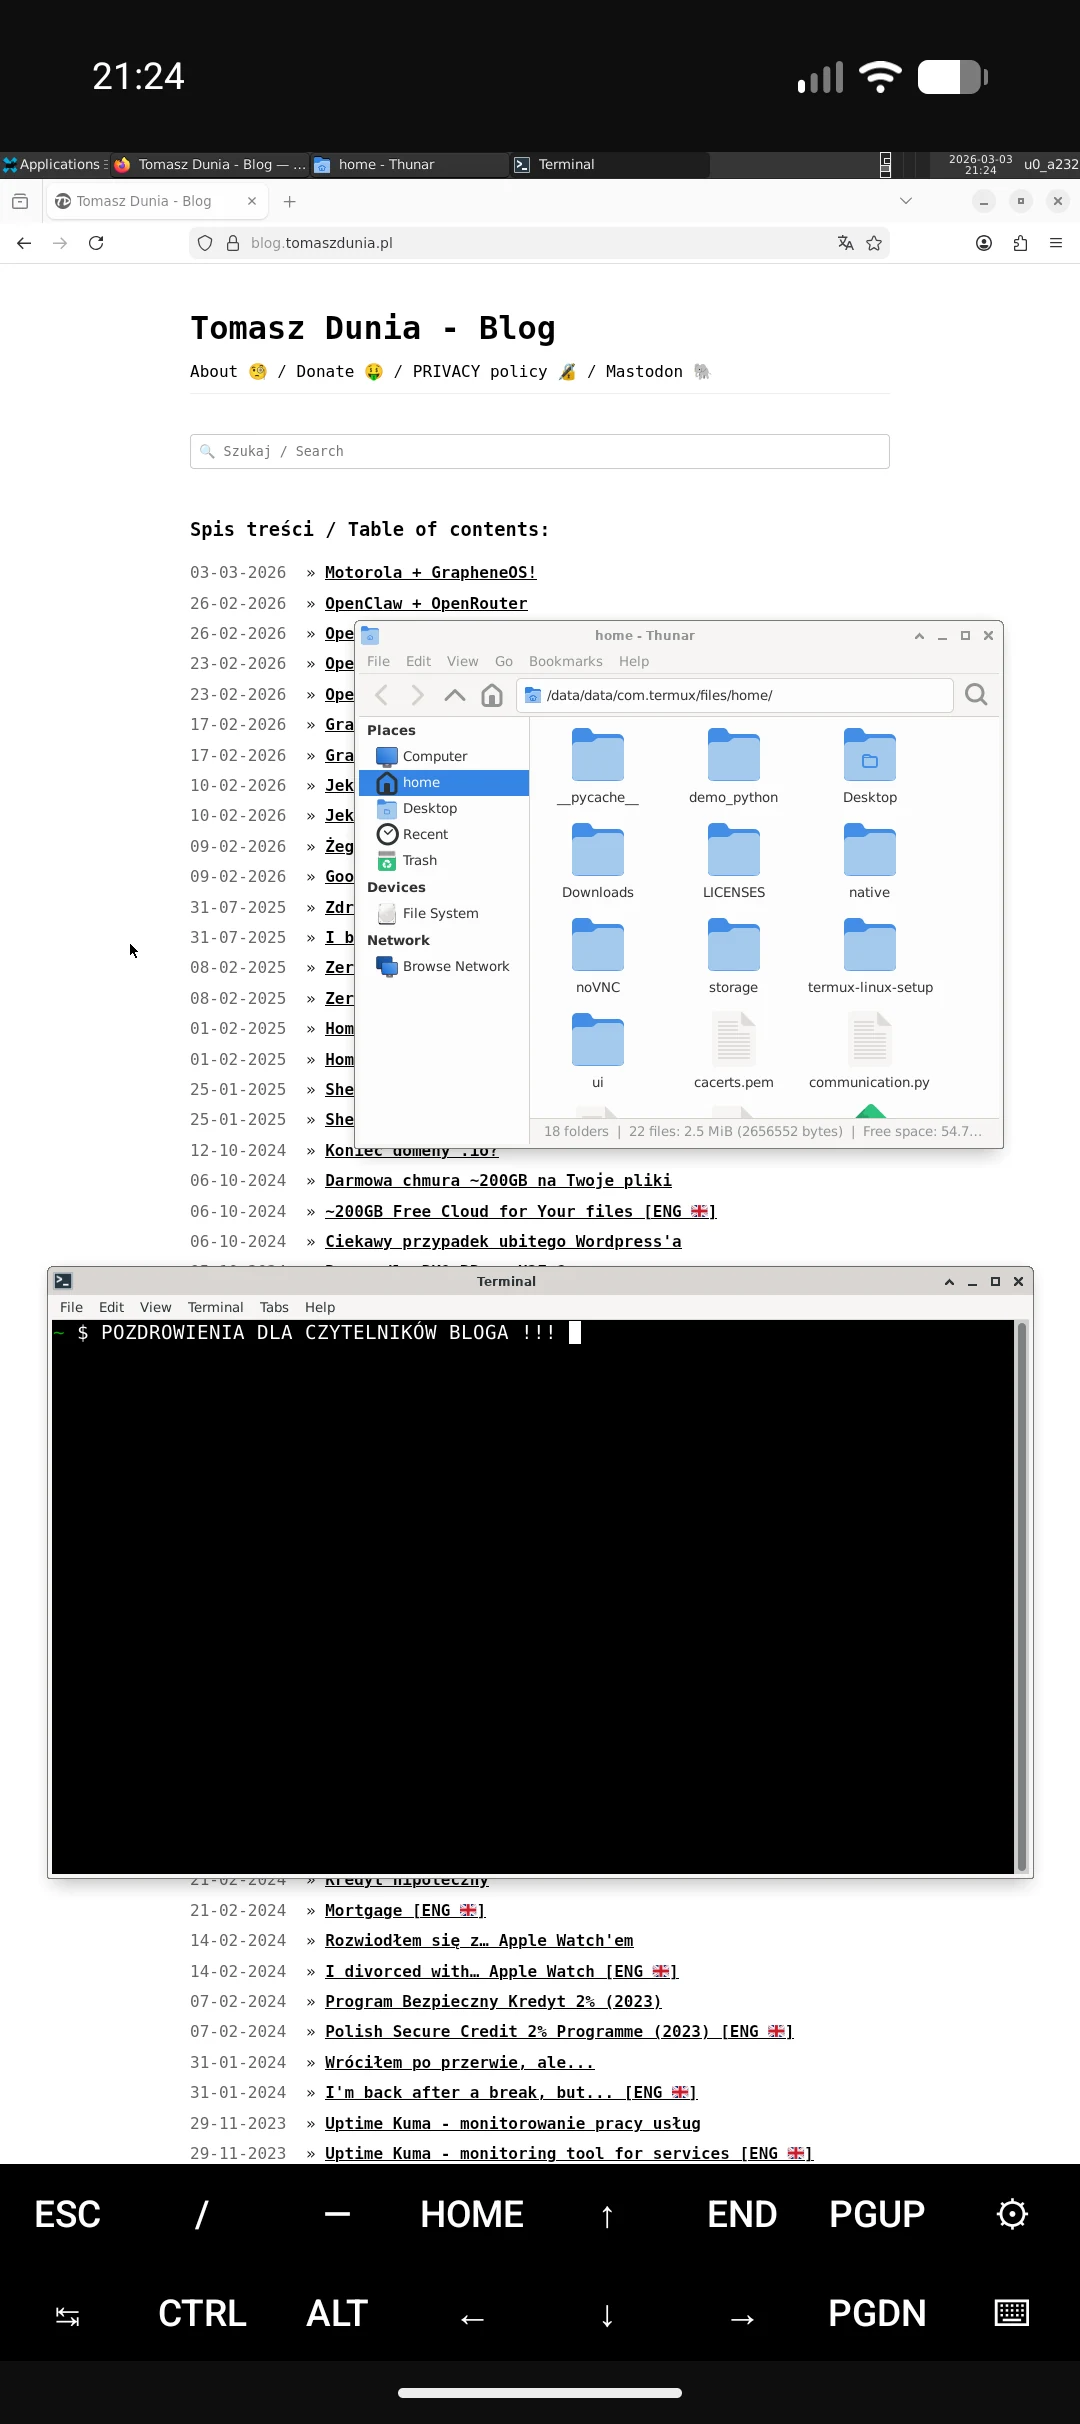 21:24
Applications
Tomasz Dunia - Blog — ...
home - Thunar
Terminal
2026-03-03
21:24
u0_a232
Tomasz Dunia - Blog
blog.tomaszdunia.pl
Tomasz Dunia - Blog
About 🧐 / Donate 🤑 / PRIVACY policy 🔏 / Mastodon 🐘
🔍 Szukaj / Search
Spis treści / Table of contents:
03-03-2026 » Motorola + GrapheneOS!
26-02-2026 » OpenClaw + OpenRouter
26-02-2026 » Ope
23-02-2026 » Ope
23-02-2026 » Ope
17-02-2026 » Gra
17-02-2026 » Gra
10-02-2026 » Jek
10-02-2026 » Jek
09-02-2026 » Żeg
09-02-2026 » Goo
31-07-2025 » Zdr
31-07-2025 » I b
08-02-2025 » Zer
08-02-2025 » Zer
01-02-2025 » Hom
01-02-2025 » Hom
25-01-2025 » She
25-01-2025 » She
12-10-2024 » Koniec domeny .io?
06-10-2024 » Darmowa chmura ~200GB na Twoje pliki
06-10-2024 » ~200GB Free Cloud for Your files [ENG 🇬🇧]
06-10-2024 » Ciekawy przypadek ubitego Wordpress'a
home - Thunar
File Edit View Go Bookmarks Help
/data/data/com.termux/files/home/
Places
Computer
home
Desktop
Recent
Trash
Devices
File System
Network
Browse Network
__pycache__
demo_python
Desktop
Downloads
LICENSES
native
noVNC
storage
termux-linux-setup
ui
cacerts.pem
communication.py
18 folders | 22 files: 2.5 MiB (2656552 bytes) | Free space: 54.7...
Terminal
File Edit View Terminal Tabs Help
~ $ POZDROWIENIA DLA CZYTELNIKÓW BLOGA !!!
21-02-2024 » Kredyt hipoteczny
21-02-2024 » Mortgage [ENG 🇬🇧]
14-02-2024 » Rozwiodłem się z… Apple Watch'em
14-02-2024 » I divorced with… Apple Watch [ENG 🇬🇧]
07-02-2024 » Program Bezpieczny Kredyt 2% (2023)
07-02-2024 » Polish Secure Credit 2% Programme (2023) [ENG 🇬🇧]
31-01-2024 » Wróciłem po przerwie, ale...
31-01-2024 » I'm back after a break, but... [ENG 🇬🇧]
29-11-2023 » Uptime Kuma - monitorowanie pracy usług
29-11-2023 » Uptime Kuma - monitoring tool for services [ENG 🇬🇧]
ESC / — HOME ↑ END PGUP
CTRL ALT ← ↓ → PGDN